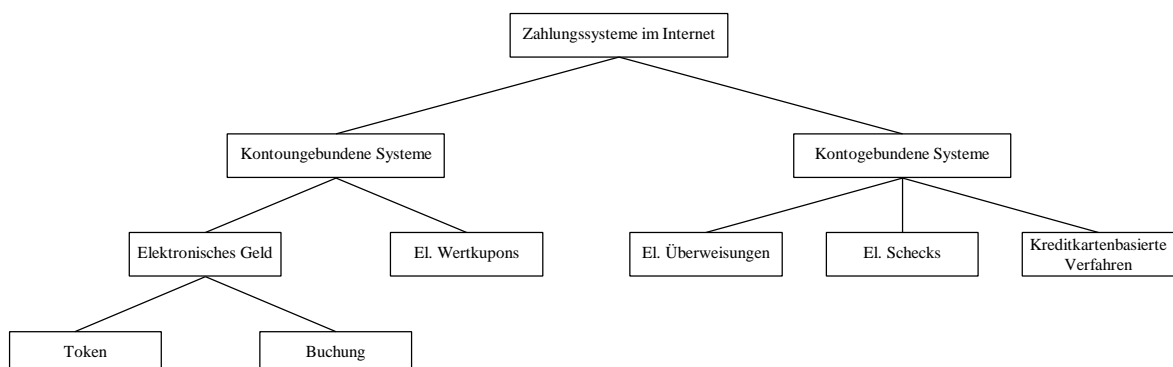 Zahlungssysteme im Internet
Kontoungebundene Systeme
Kontogebundene Systeme
Elektronisches Geld
El. Wertkupons
El. Überweisungen
El. Schecks
Kreditkartenbasierte
Verfahren
Token
Buchung